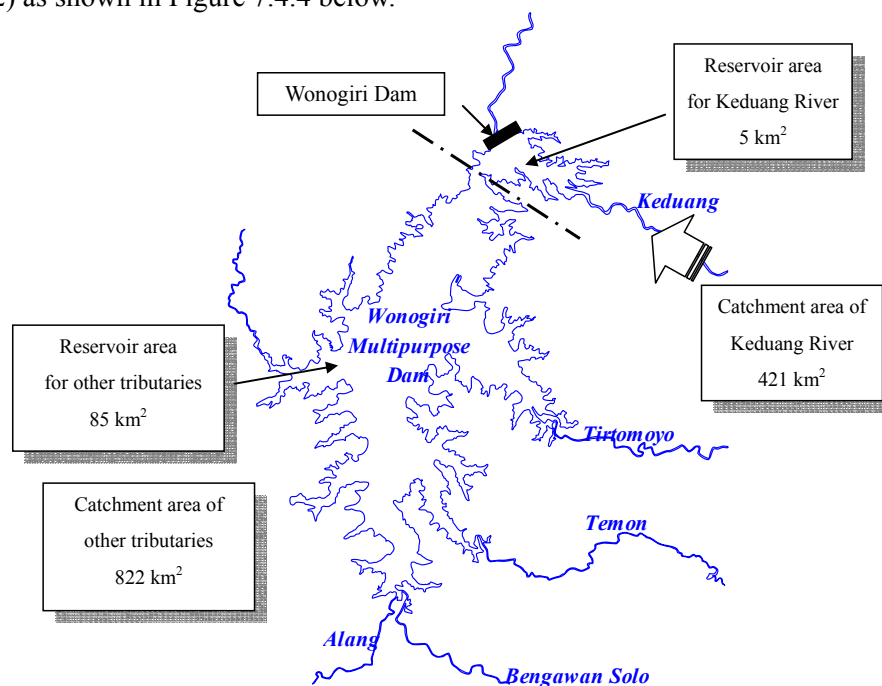 2) as shown in Figure 7.4.4 below.
Wonogiri Dam
Reservoir area
for Keduang River
5 km²
Keduang
Catchment area of
Keduang River
421 km²
Wonogiri
Multipurpose
Dam
Reservoir area
for other tributaries
85 km²
Tirtomoyo
Catchment area of
other tributaries
822 km²
Temon
Alang
Bengawan Solo